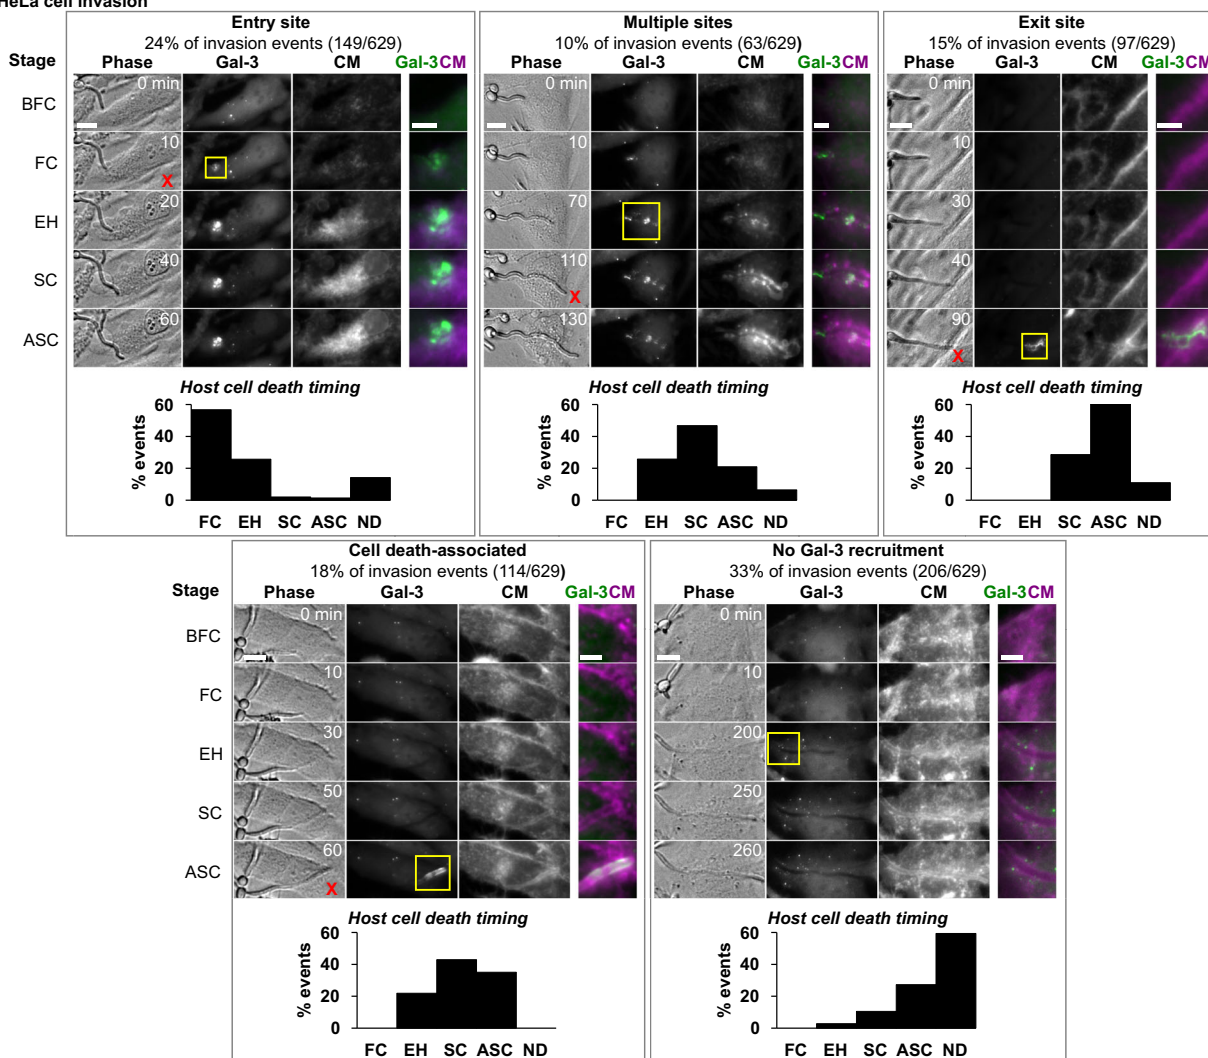 HeLa cell invasion
Entry site
24% of invasion events (149/629)
Stage Phase Gal-3 CM Gal-3CM
BFC 0 min
FC 10 X
EH 20
SC 40
ASC 60
Host cell death timing
% events
60
40
20
0
FC EH SC ASC ND
Multiple sites
10% of invasion events (63/629)
Phase Gal-3 CM Gal-3CM
0 min
10
70
110
X
130
Host cell death timing
% events
60
40
20
0
FC EH SC ASC ND
Exit site
15% of invasion events (97/629)
Phase Gal-3 CM Gal-3CM
0 min
10
30
40
90
X
Host cell death timing
% events
60
40
20
0
FC EH SC ASC ND
Cell death-associated
18% of invasion events (114/629)
Stage Phase Gal-3 CM Gal-3CM
BFC 0 min
FC 10
EH 30
SC 50
ASC 60 X
Host cell death timing
% events
60
40
20
0
FC EH SC ASC ND
No Gal-3 recruitment
33% of invasion events (206/629)
Phase Gal-3 CM Gal-3CM
0 min
10
200
250
260
Host cell death timing
% events
60
40
20
0
FC EH SC ASC ND